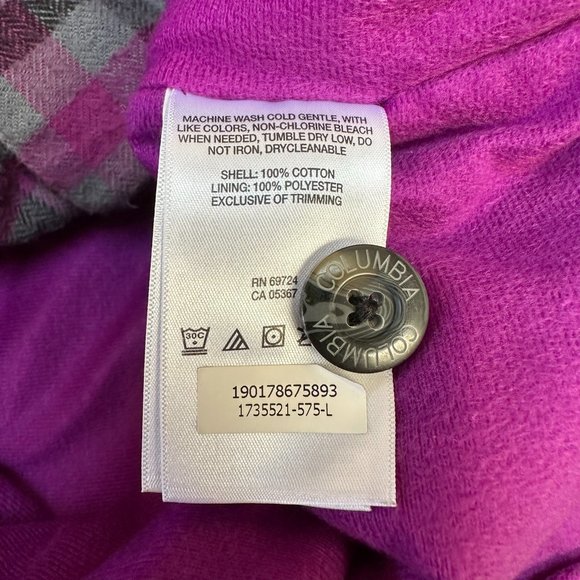 MACHINE WASH COLD GENTLE, WITH
LIKE COLORS, NON-CHLORINE BLEACH
WHEN NEEDED, TUMBLE DRY LOW, DO
NOT IRON, DRYCLEANABLE
SHELL: 100% COTTON
LINING: 100% POLYESTER
EXCLUSIVE OF TRIMMING
RN 69724
CA 05367
COLUMBIA
COLUMBIA
30C
190178675893
1735521-575-L